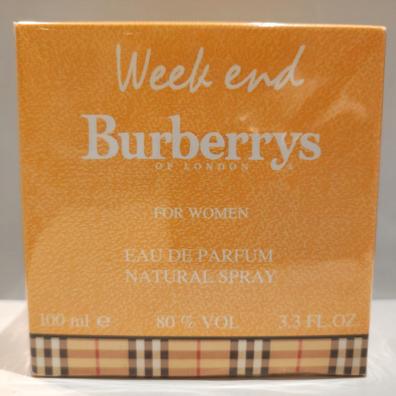 Week end
Burberrys
OF LONDON
FOR WOMEN
EAU DE PARFUM
NATURAL SPRAY
100 ml ℮ 80 % VOL 3.3 FL.OZ